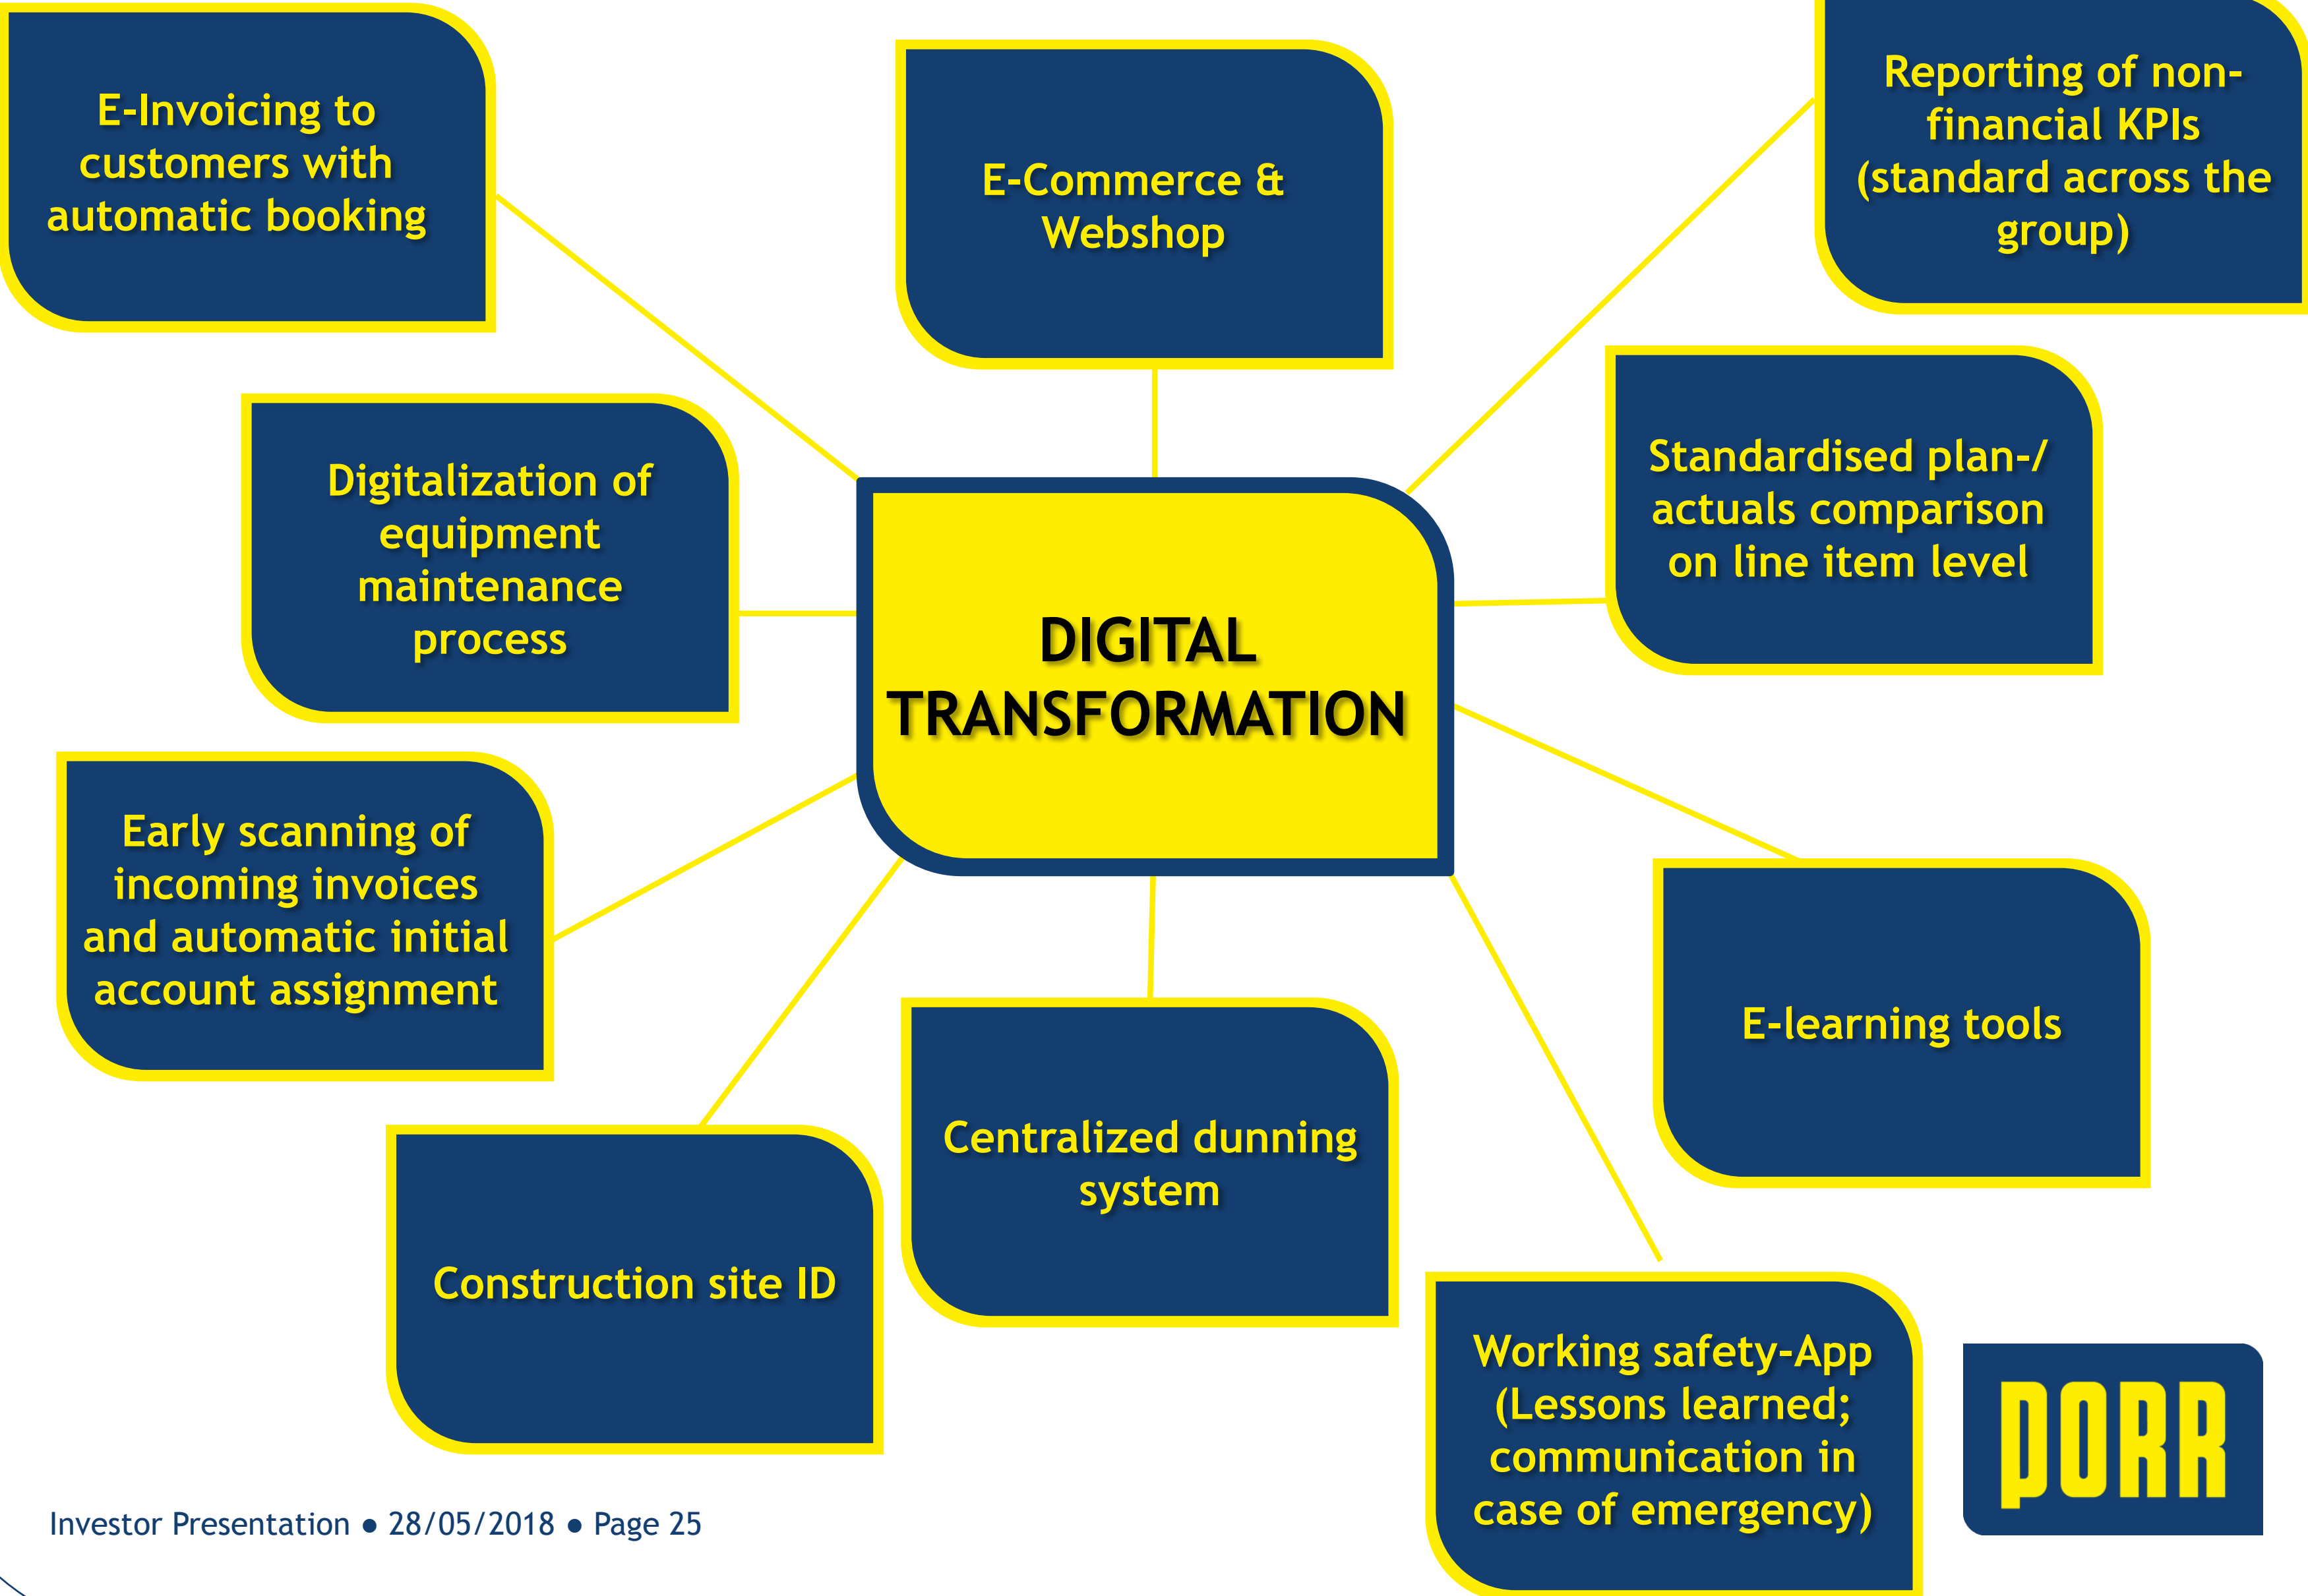 E-Invoicing to
customers with
automatic booking
E-Commerce &
Webshop
Reporting of non-
financial KPIs
(standard across the
group)
Digitalization of
equipment
maintenance
process
Standardised plan-/
actuals comparison
on line item level
DIGITAL
TRANSFORMATION
Early scanning of
incoming invoices
and automatic initial
account assignment
E-learning tools
Centralized dunning
system
Construction site ID
Working safety-App
(Lessons learned;
communication in
case of emergency)
PORR
Investor Presentation ● 28/05/2018 ● Page 25